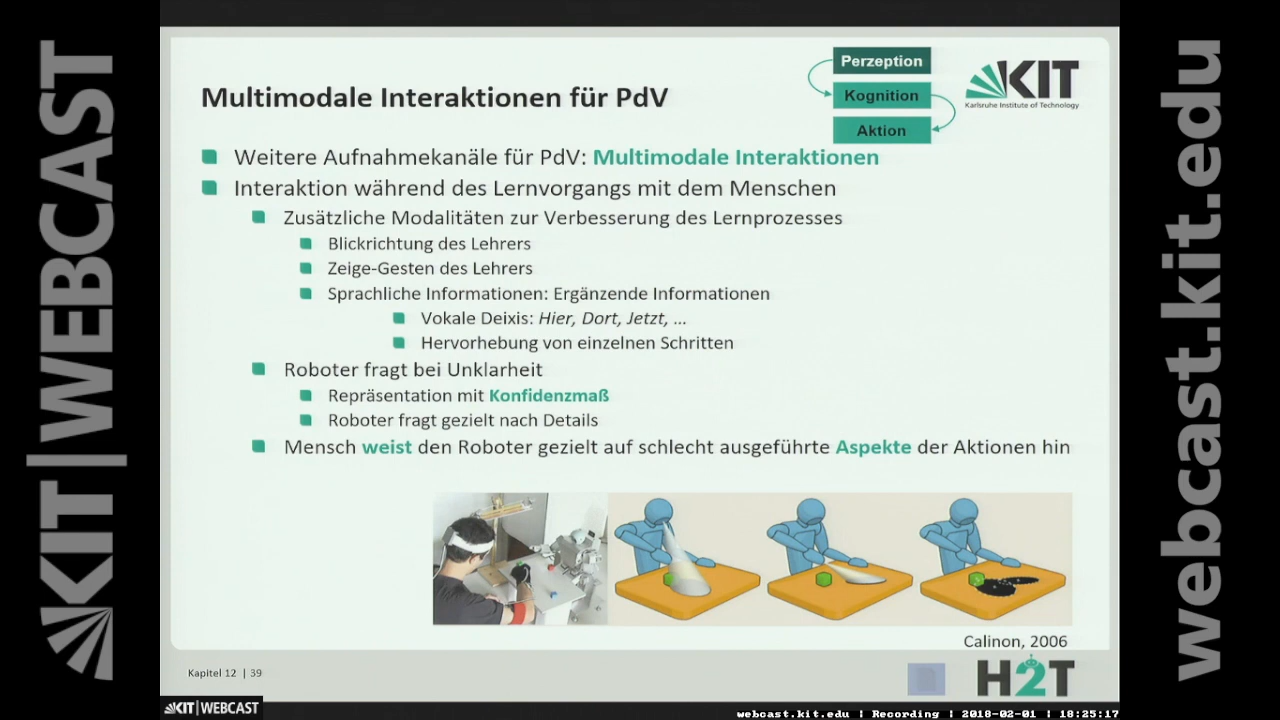 KIT|WEBCAST
webcast.kit.edu
Perzeption
Kognition
Aktion
KIT
Karlsruhe Institute of Technology
Multimodale Interaktionen für PdV
Weitere Aufnahmekanäle für PdV: Multimodale Interaktionen
Interaktion während des Lernvorgangs mit dem Menschen
Zusätzliche Modalitäten zur Verbesserung des Lernprozesses
Blickrichtung des Lehrers
Zeige-Gesten des Lehrers
Sprachliche Informationen: Ergänzende Informationen
Vokale Deixis: Hier, Dort, Jetzt, ...
Hervorhebung von einzelnen Schritten
Roboter fragt bei Unklarheit
Repräsentation mit Konfidenzmaß
Roboter fragt gezielt nach Details
Mensch weist den Roboter gezielt auf schlecht ausgeführte Aspekte der Aktionen hin
Calinon, 2006
Kapitel 12 | 39
H2T
KIT|WEBCAST
webcast.kit.edu | Recording | 2018-02-01 | 18:25:17